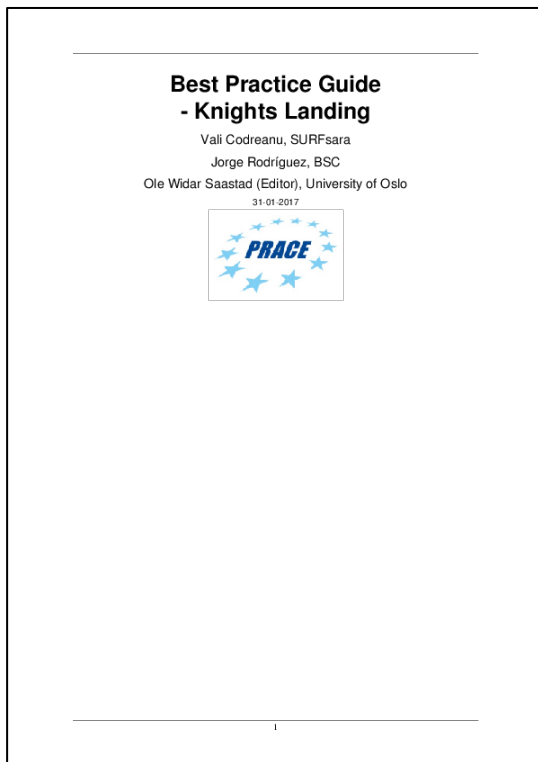 Best Practice Guide
- Knights Landing
Vali Codreanu, SURFsara
Jorge Rodríguez, BSC
Ole Widar Saastad (Editor), University of Oslo
31-01-2017
PRACE
1